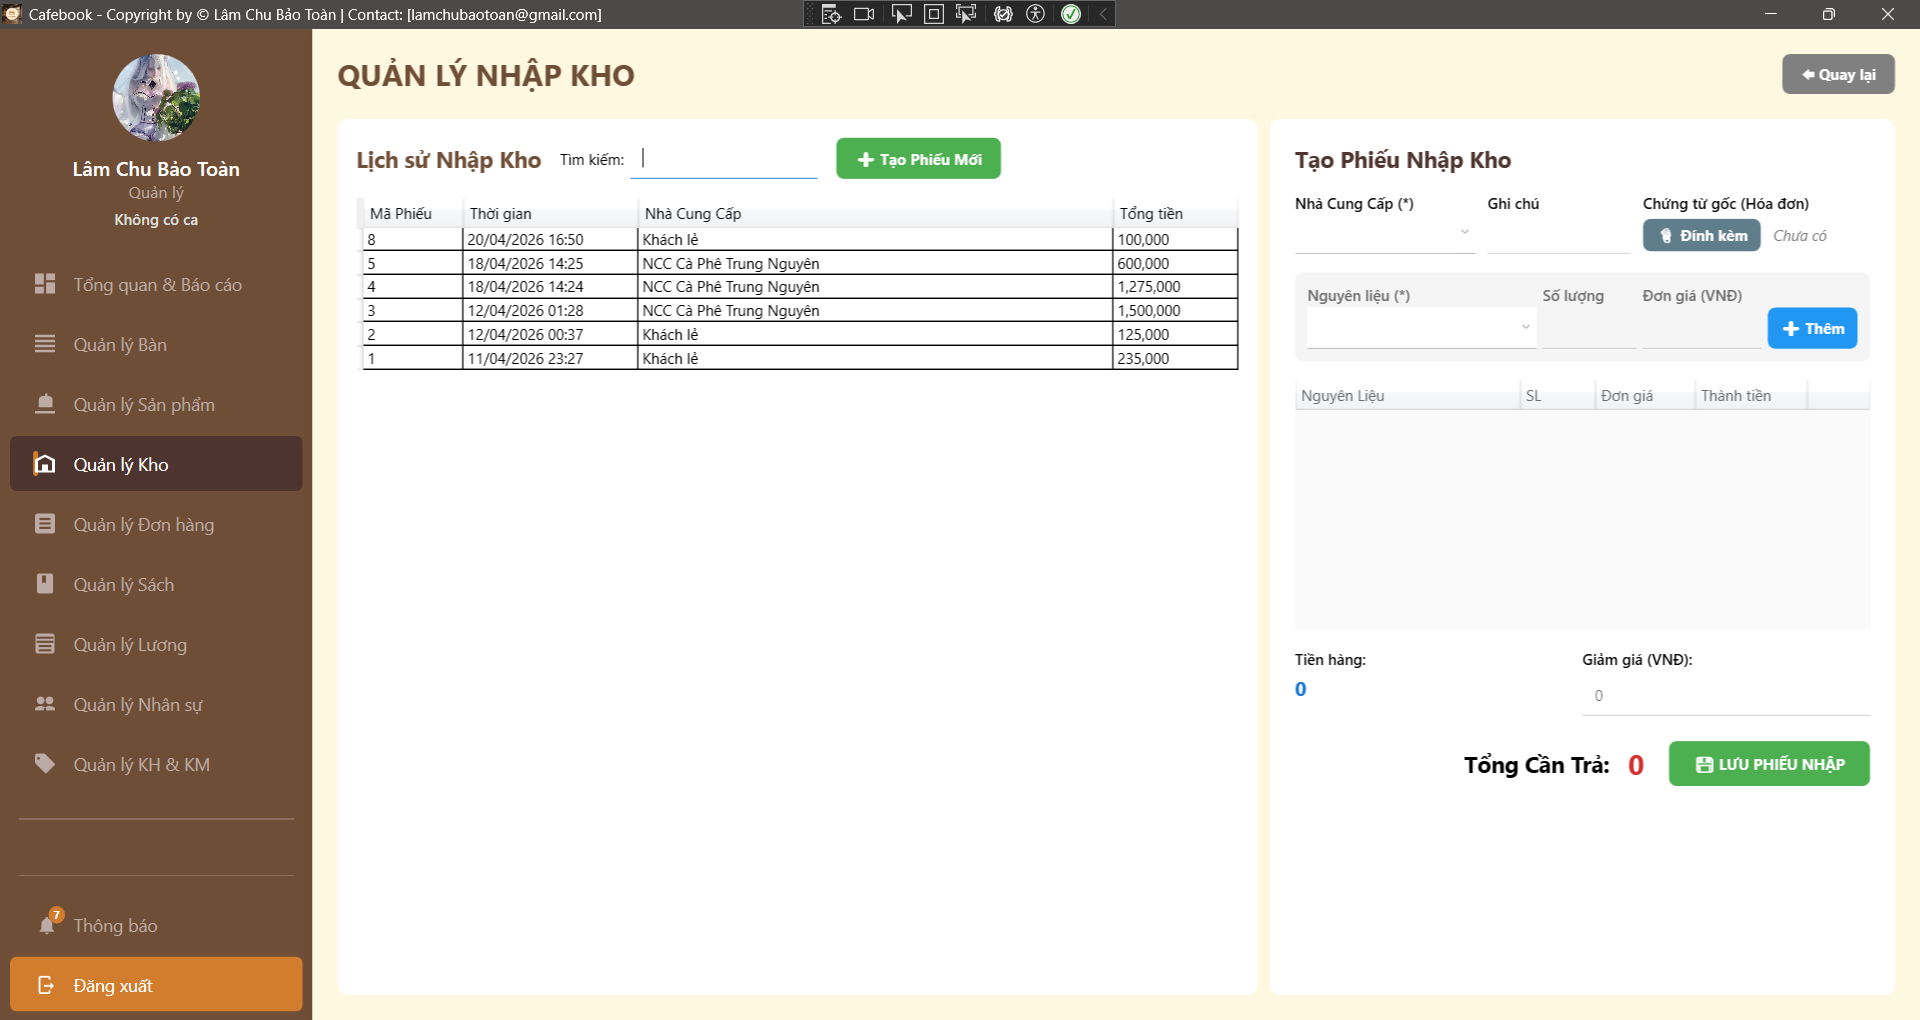 Cafebook - Copyright by © Lâm Chu Bảo Toàn | Contact: [lamchubaotoan@gmail.com]
Lâm Chu Bảo Toàn
Quản lý
Không có ca
Tổng quan & Báo cáo
Quản lý Bàn
Quản lý Sản phẩm
Quản lý Kho
Quản lý Đơn hàng
Quản lý Sách
Quản lý Lương
Quản lý Nhân sự
Quản lý KH & KM
7
Thông báo
Đăng xuất
QUẢN LÝ NHẬP KHO
Quay lại
Lịch sử Nhập Kho Tìm kiếm: Tạo Phiếu Mới
Mã Phiếu Thời gian Nhà Cung Cấp Tổng tiền
8 20/04/2026 16:50 Khách lẻ 100,000
5 18/04/2026 14:25 NCC Cà Phê Trung Nguyên 600,000
4 18/04/2026 14:24 NCC Cà Phê Trung Nguyên 1,275,000
3 12/04/2026 01:28 NCC Cà Phê Trung Nguyên 1,500,000
2 12/04/2026 00:37 Khách lẻ 125,000
1 11/04/2026 23:27 Khách lẻ 235,000
Tạo Phiếu Nhập Kho
Nhà Cung Cấp (*) Ghi chú Chứng từ gốc (Hóa đơn)
Đính kèm Chưa có
Nguyên liệu (*) Số lượng Đơn giá (VNĐ)
Thêm
Nguyên Liệu SL Đơn giá Thành tiền
Tiền hàng: Giảm giá (VNĐ):
0 0
Tổng Cần Trả: 0 LƯU PHIẾU NHẬP